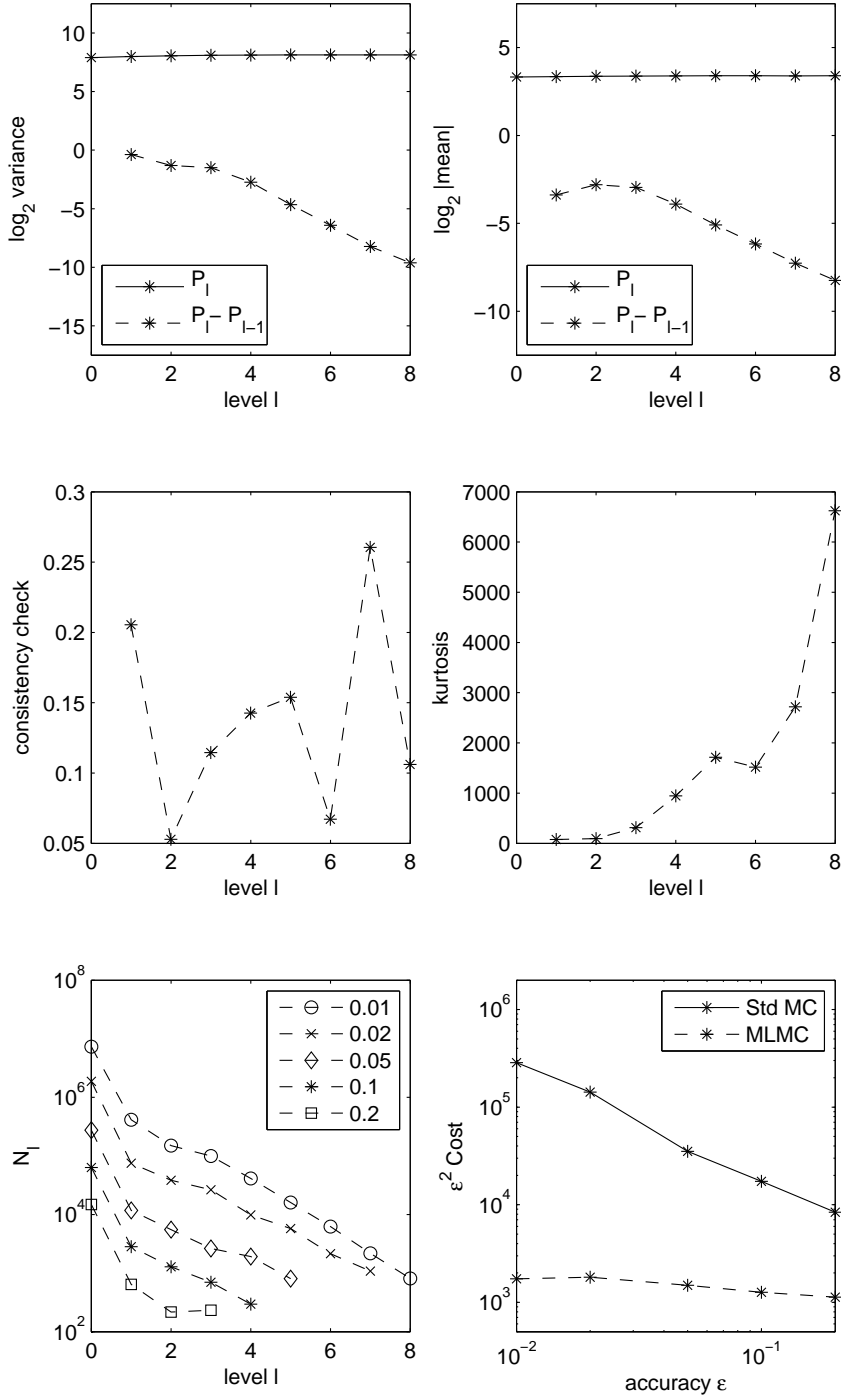 10
5
0
−5
−10
−15
log2 variance
0 2 4 6 8
level l
P_l
P_l − P_{l−1}
5
0
−5
−10
log2 |mean|
0 2 4 6 8
level l
P_l
P_l − P_{l−1}
0.3
0.25
0.2
0.15
0.1
0.05
consistency check
0 2 4 6 8
level l
7000
6000
5000
4000
3000
2000
1000
0
kurtosis
0 2 4 6 8
level l
10^8
10^6
10^4
10^2
N_l
0 2 4 6 8
level l
0.01
0.02
0.05
0.1
0.2
10^6
10^5
10^4
10^3
ε^2 Cost
10^−2 10^−1
accuracy ε
Std MC
MLMC